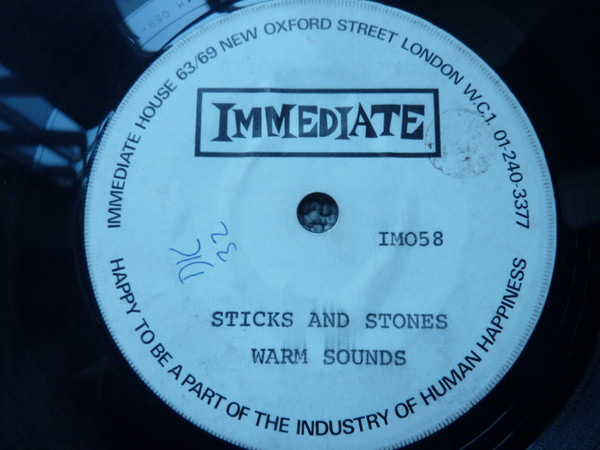 IMMEDIATE HOUSE 63/69 NEW OXFORD STREET LONDON W.C.1. 01-240-3377
IMMEDIATE
IMO58
STICKS AND STONES
WARM SOUNDS
HAPPY TO BE A PART OF THE INDUSTRY OF HUMAN HAPPINESS